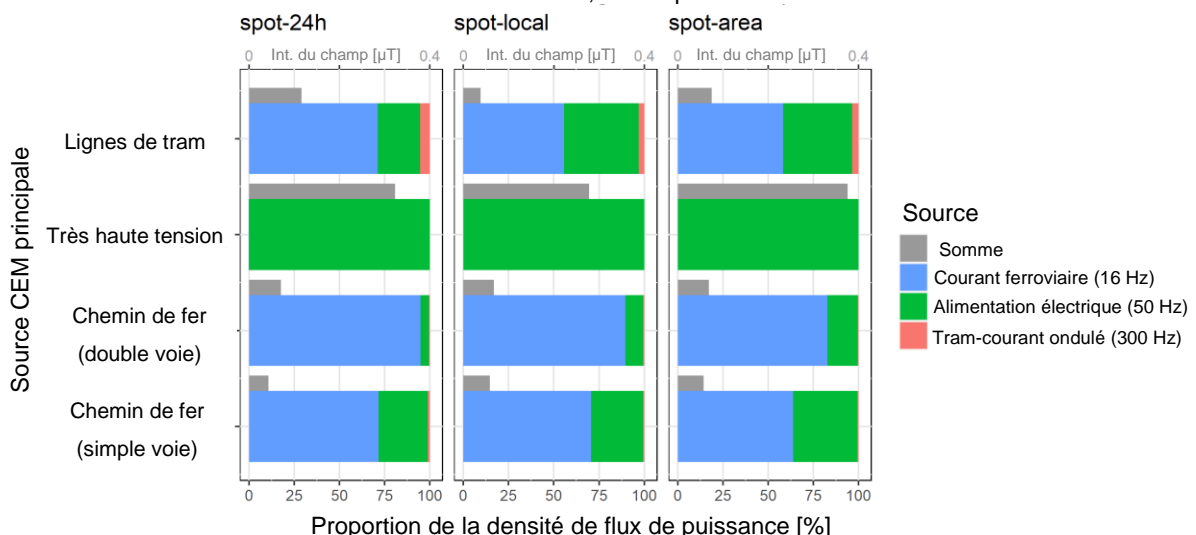 spot-24h spot-local spot-area
0 Int. du champ [µT] 0.4 0 Int. du champ [µT] 0.4 0 Int. du champ [µT] 0.4
Source CEM principale
Lignes de tram
Très haute tension
Chemin de fer
(double voie)
Chemin de fer
(simple voie)
0 25 50 75 100 0 25 50 75 100 0 25 50 75 100
Proportion de la densité de flux de puissance [%]
Source
Somme
Courant ferroviaire (16 Hz)
Alimentation électrique (50 Hz)
Tram-courant ondulé (300 Hz)